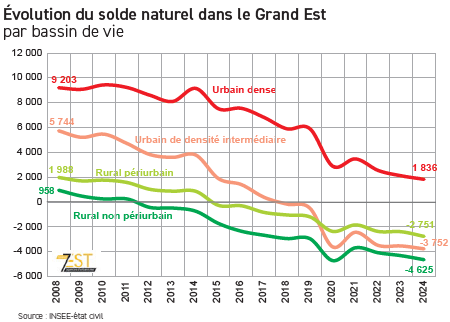 Évolution du solde naturel dans le Grand Est
par bassin de vie
12 000
10 000
8 000
6 000
4 000
2 000
0
-2 000
-4 000
-6 000
9 203
Urbain dense
5 744
Urbain de densité intermédiaire
1 988
Rural périurbain
958
Rural non périurbain
1 836
-2 751
-3 752
-4 625
ZEST
2008 2009 2010 2011 2012 2013 2014 2015 2016 2017 2018 2019 2020 2021 2022 2023 2024
Source : INSEE-état civil